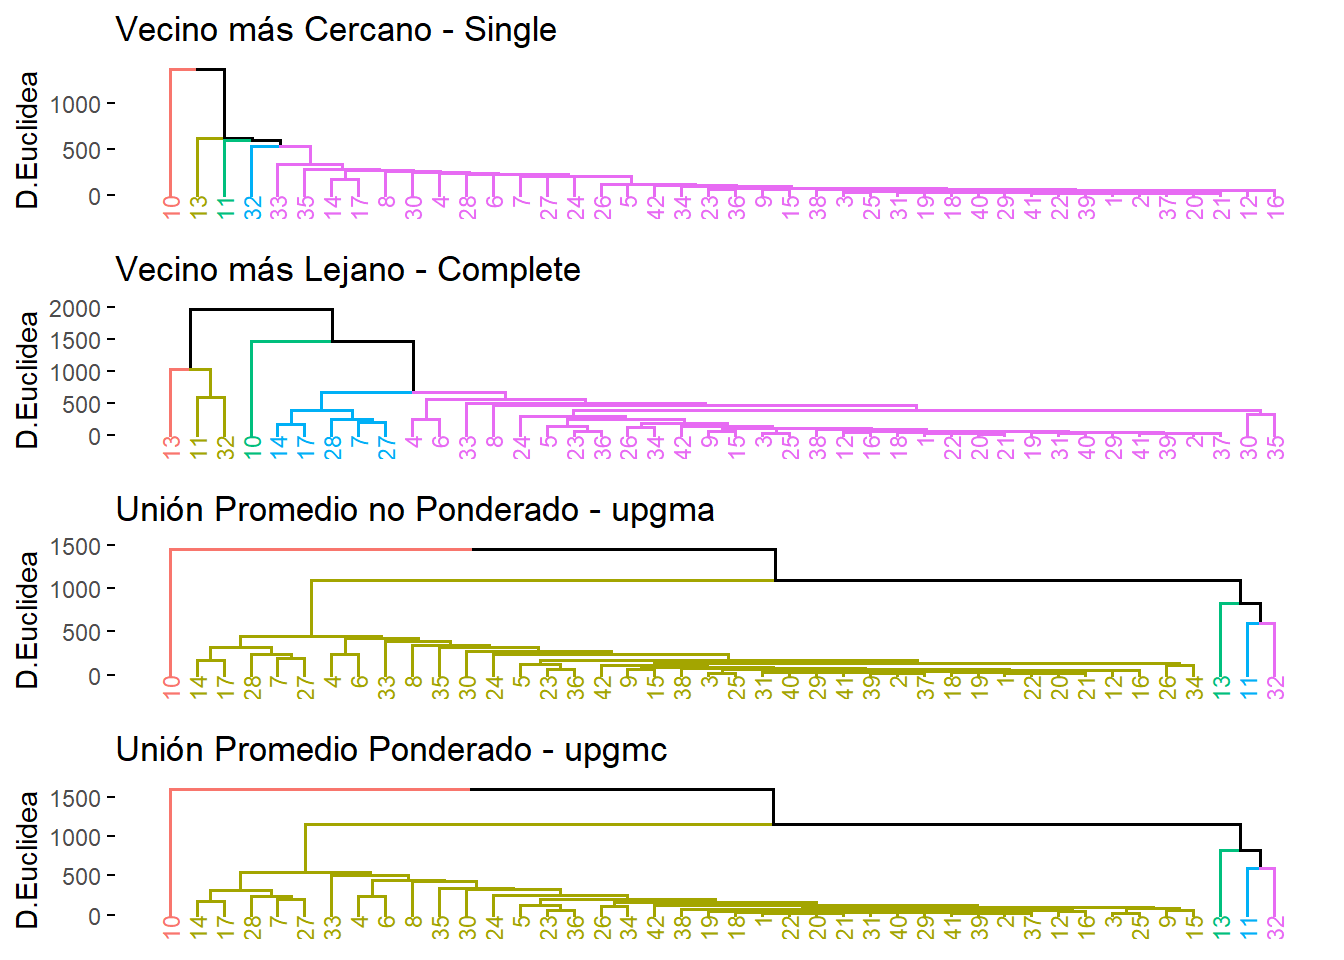 Vecino más Cercano - Single
D.Euclidea
1000
500
0
10 13 11 32 33 35 14 17 8 30 4 28 6 7 27 24 26 5 42 34 23 36 9 15 38 3 25 31 19 18 40 29 41 22 39 1 2 37 20 21 12 16
Vecino más Lejano - Complete
D.Euclidea
2000
1500
1000
500
0
13 11 32 10 14 17 28 7 27 4 6 33 8 24 5 23 36 26 34 42 9 15 3 25 38 12 16 18 1 22 20 21 19 31 40 29 41 39 2 37 30 35
Unión Promedio no Ponderado - upgma
D.Euclidea
1500
1000
500
0
10 14 17 28 7 27 4 6 33 8 35 30 24 5 23 36 42 9 15 38 3 25 31 40 29 41 39 2 37 18 19 1 22 20 21 12 16 26 34 13 11 32
Unión Promedio Ponderado - upgmc
D.Euclidea
1500
1000
500
0
10 14 17 28 7 27 33 4 6 8 35 30 24 5 23 36 26 34 42 38 19 18 1 22 20 21 31 40 29 41 39 2 37 12 16 3 25 9 15 13 11 32